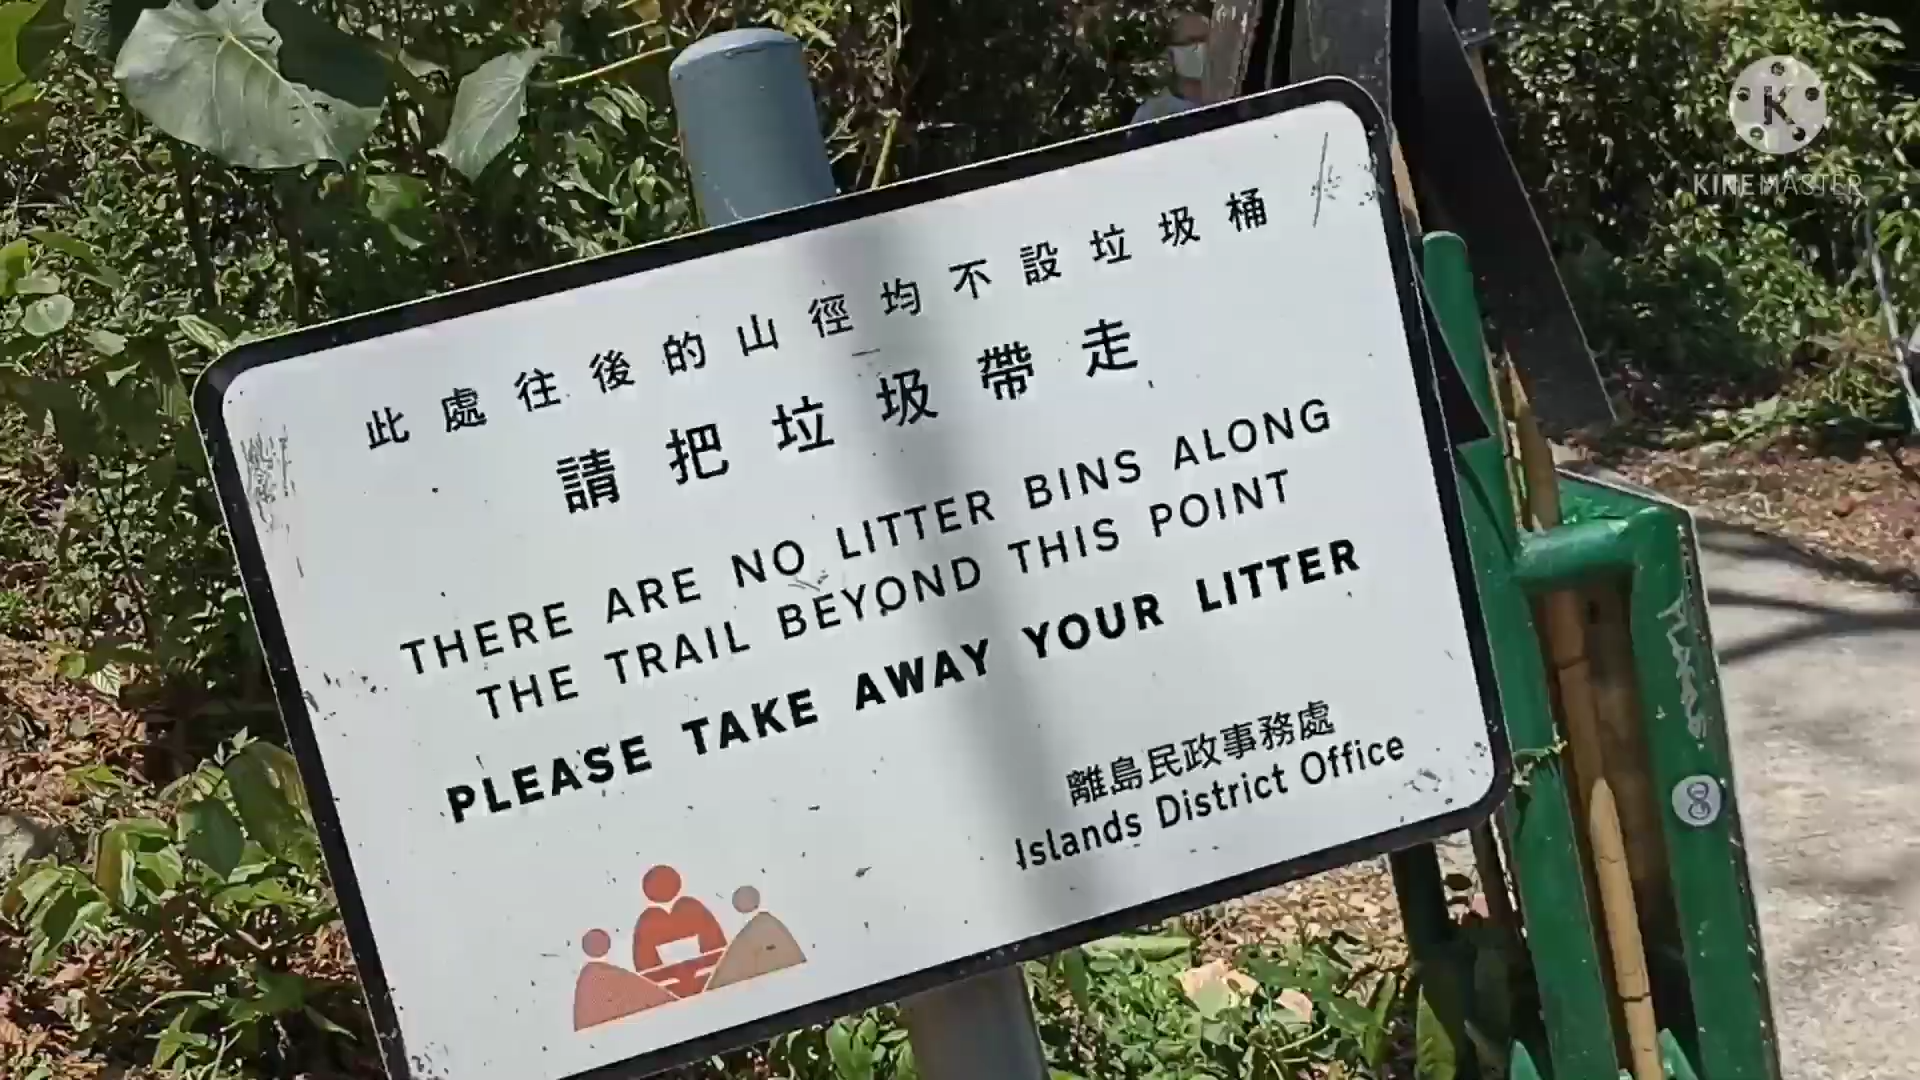 此處往後的山徑均不設垃圾桶
請把垃圾帶走
THERE ARE NO LITTER BINS ALONG
THE TRAIL BEYOND THIS POINT
PLEASE TAKE AWAY YOUR LITTER
離島民政事務處
Islands District Office
K
KINEMASTER
8